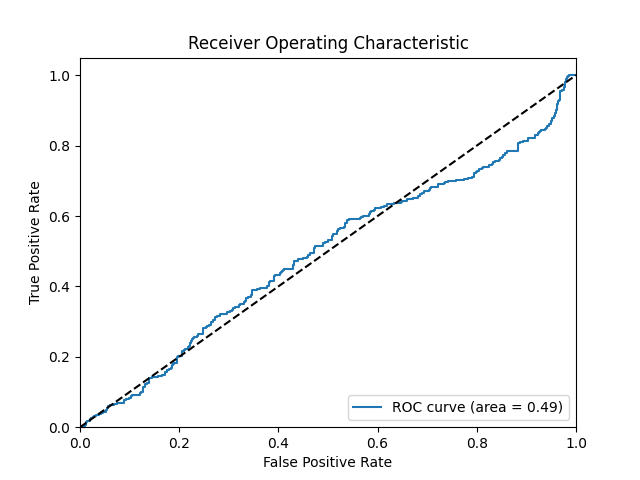 Receiver Operating Characteristic
1.0
0.8
0.6
0.4
0.2
0.0
True Positive Rate
ROC curve (area = 0.49)
0.0 0.2 0.4 0.6 0.8 1.0
False Positive Rate